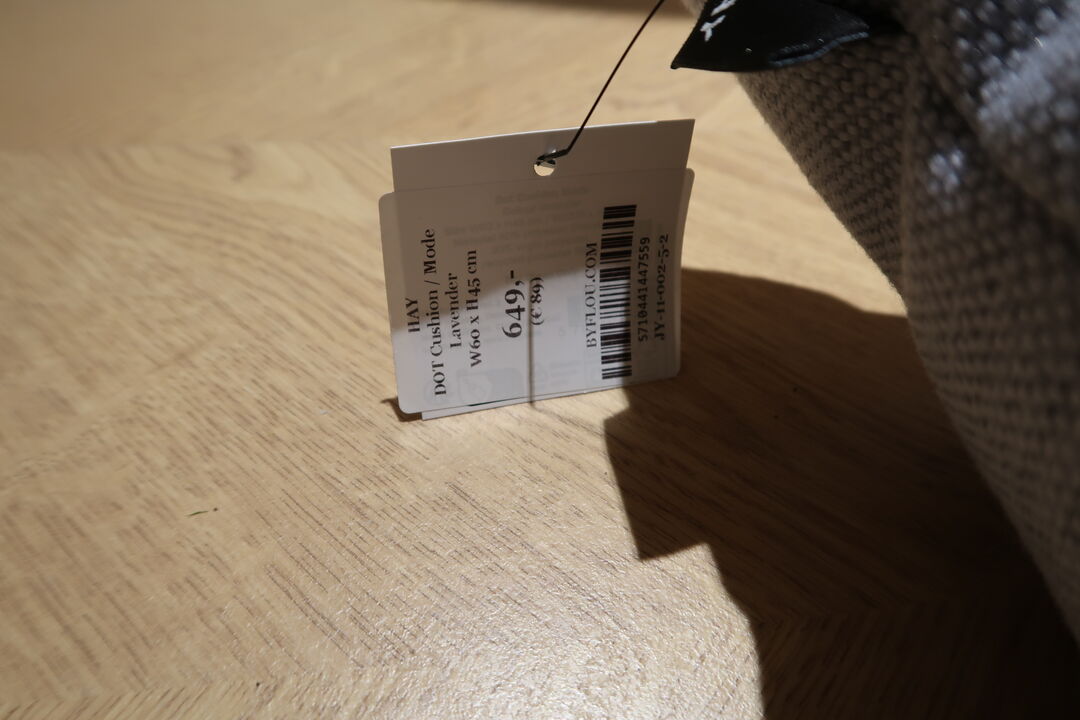 HAY
DOT Cushion / Mode
Lavender
W60 x H45 cm
649,-
(€ 89)
BYFLOU.COM
5710441447559
JY-11-002-5-2